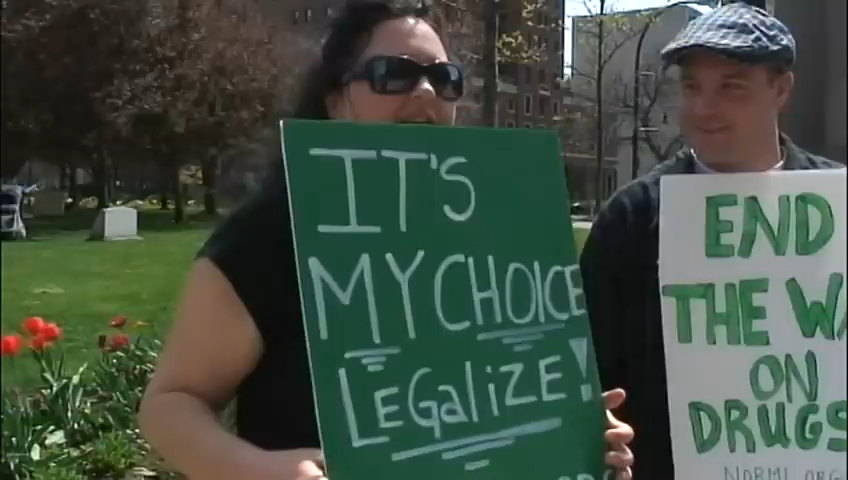 IT'S
MY CHOICE
LEGALIZE!
END
THE WA
ON
DRUGS
NORML.ORG